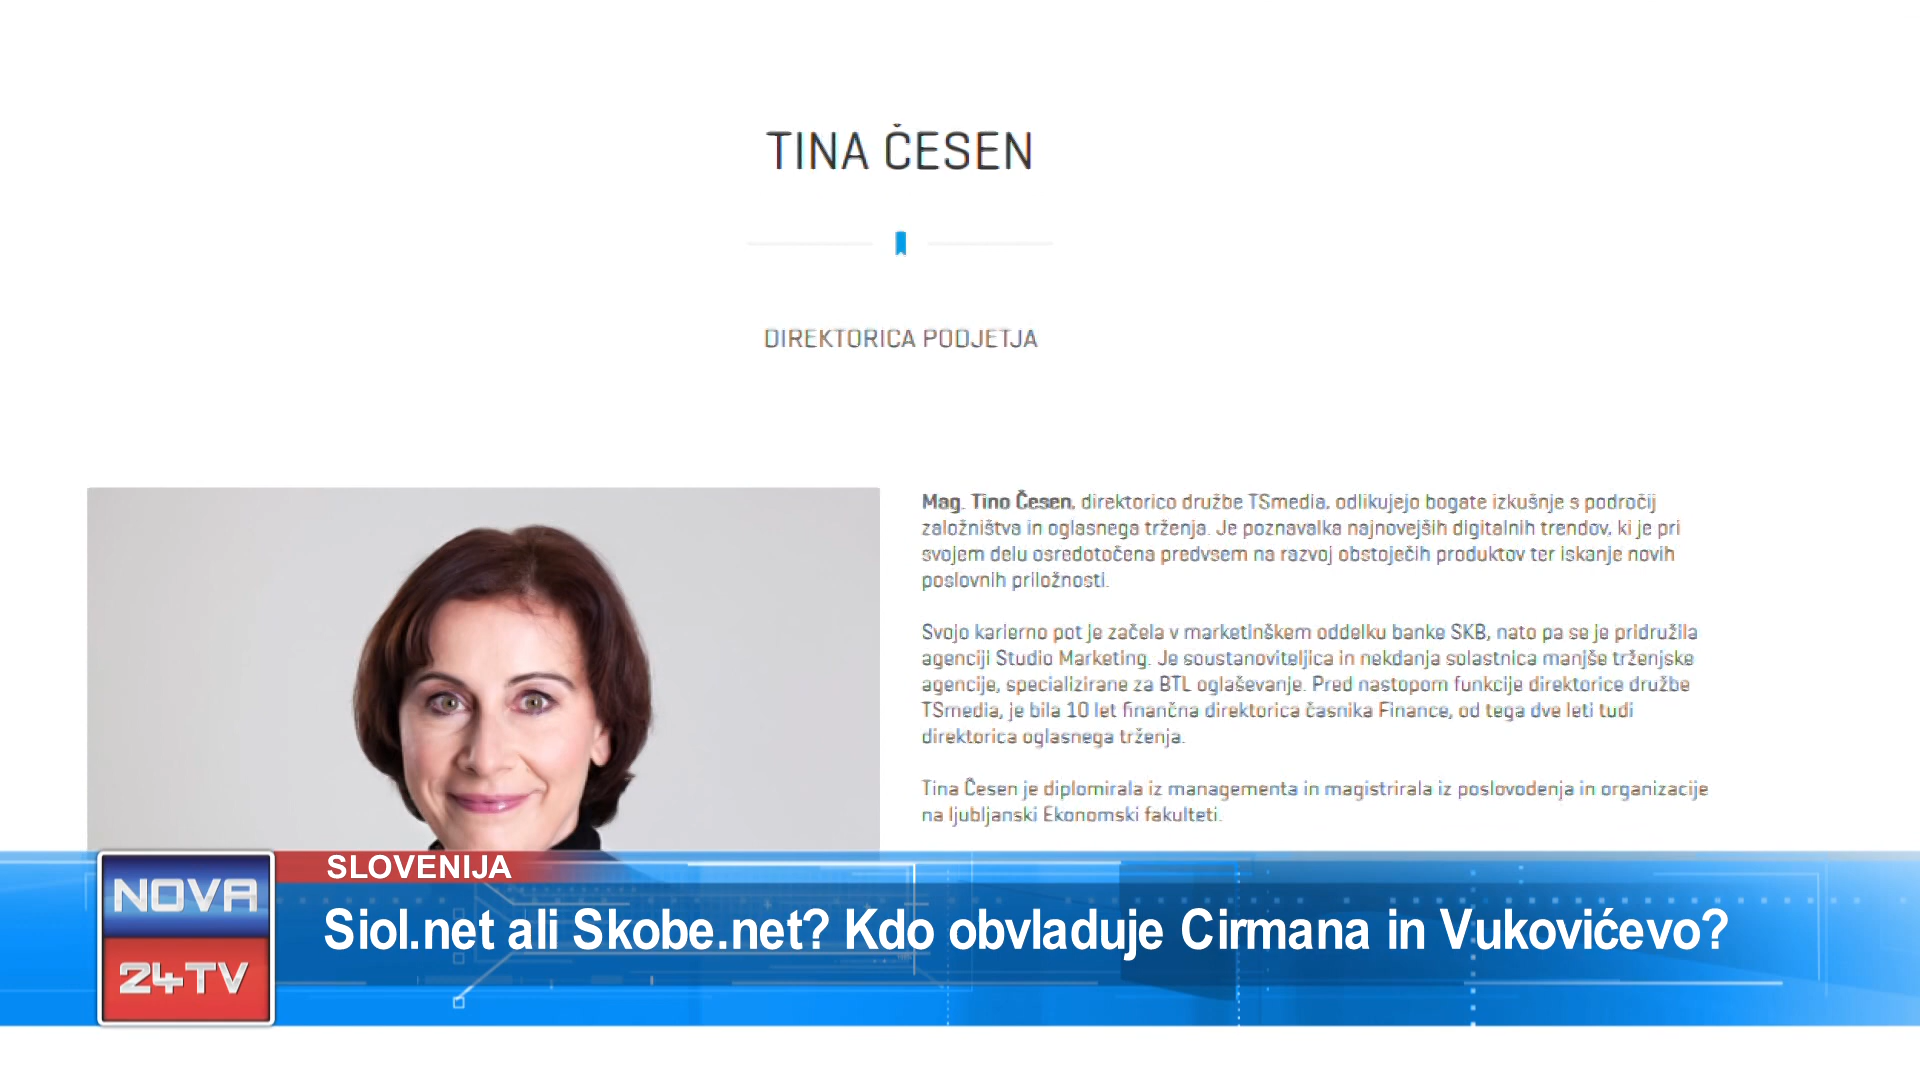 TINA ČESEN
DIREKTORICA PODJETJA
Mag. Tino Česen, direktorico družbe TSmedia, odlikujejo bogate izkušnje s področij
založništva in oglasnega trženja. Je poznavalka najnovejših digitalnih trendov, ki je pri
svojem delu osredotočena predvsem na razvoj obstoječih produktov ter iskanje novih
poslovnih priložnosti.
Svojo karierno pot je začela v marketinškem oddelku banke SKB, nato pa se je pridružila
agenciji Studio Marketing. Je soustanoviteljica in nekdanja solastnica manjše trženjske
agencije, specializirane za BTL oglaševanje. Pred nastopom funkcije direktorice družbe
TSmedia, je bila 10 let finančna direktorica časnika Finance, od tega dve leti tudi
direktorica oglasnega trženja.
Tina Česen je diplomirala iz managementa in magistrirala iz poslovodenja in organizacije
na ljubljanski Ekonomski fakulteti.
SLOVENIJA
Siol.net ali Skobe.net? Kdo obvladuje Cirmana in Vukovićevo?
NOVA
24TV